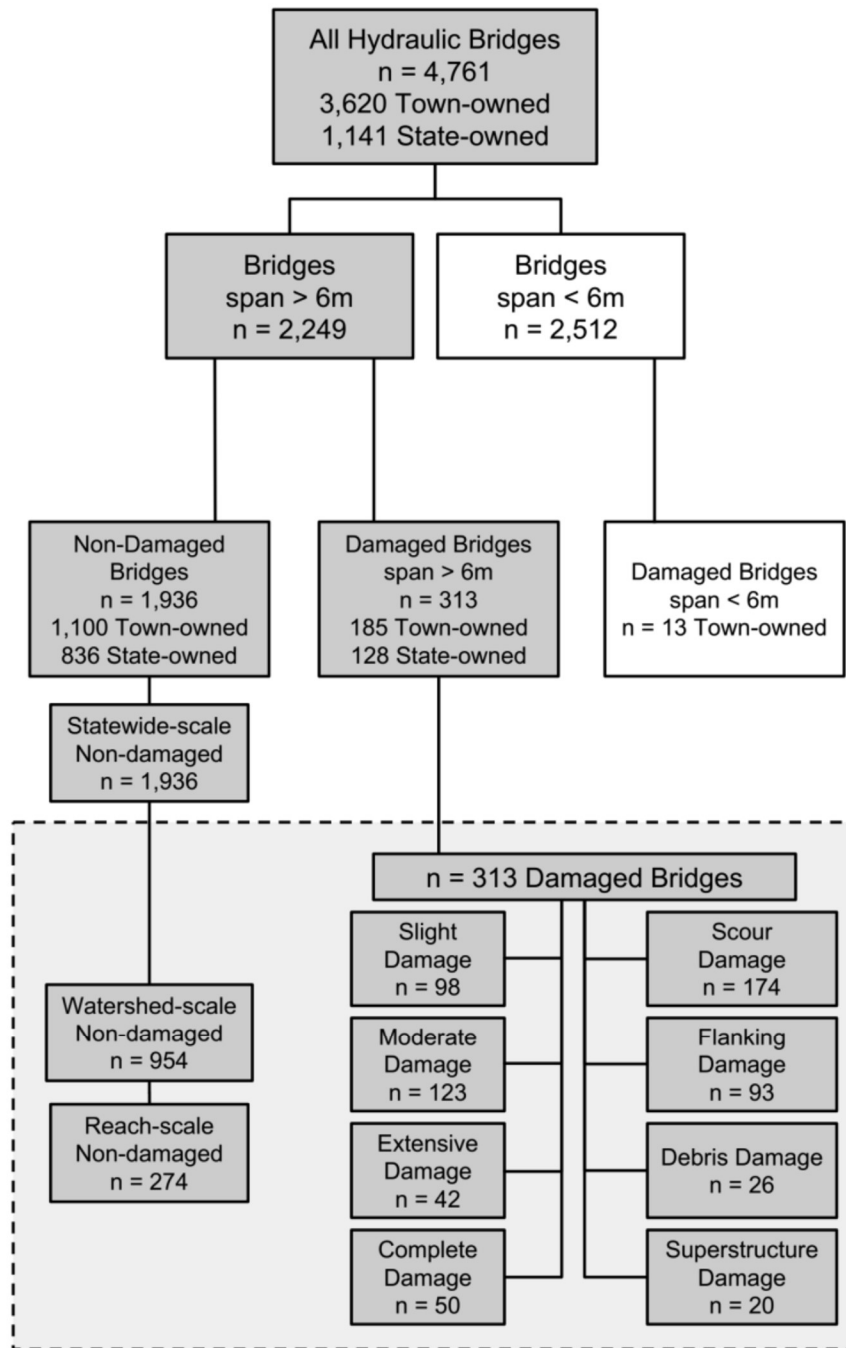 All Hydraulic Bridges
n = 4,761
3,620 Town-owned
1,141 State-owned
Bridges
span > 6m
n = 2,249
Bridges
span < 6m
n = 2,512
Non-Damaged
Bridges
n = 1,936
1,100 Town-owned
836 State-owned
Damaged Bridges
span > 6m
n = 313
185 Town-owned
128 State-owned
Damaged Bridges
span < 6m
n = 13 Town-owned
Statewide-scale
Non-damaged
n = 1,936
n = 313 Damaged Bridges
Watershed-scale
Non-damaged
n = 954
Reach-scale
Non-damaged
n = 274
Slight
Damage
n = 98
Moderate
Damage
n = 123
Extensive
Damage
n = 42
Complete
Damage
n = 50
Scour
Damage
n = 174
Flanking
Damage
n = 93
Debris Damage
n = 26
Superstructure
Damage
n = 20